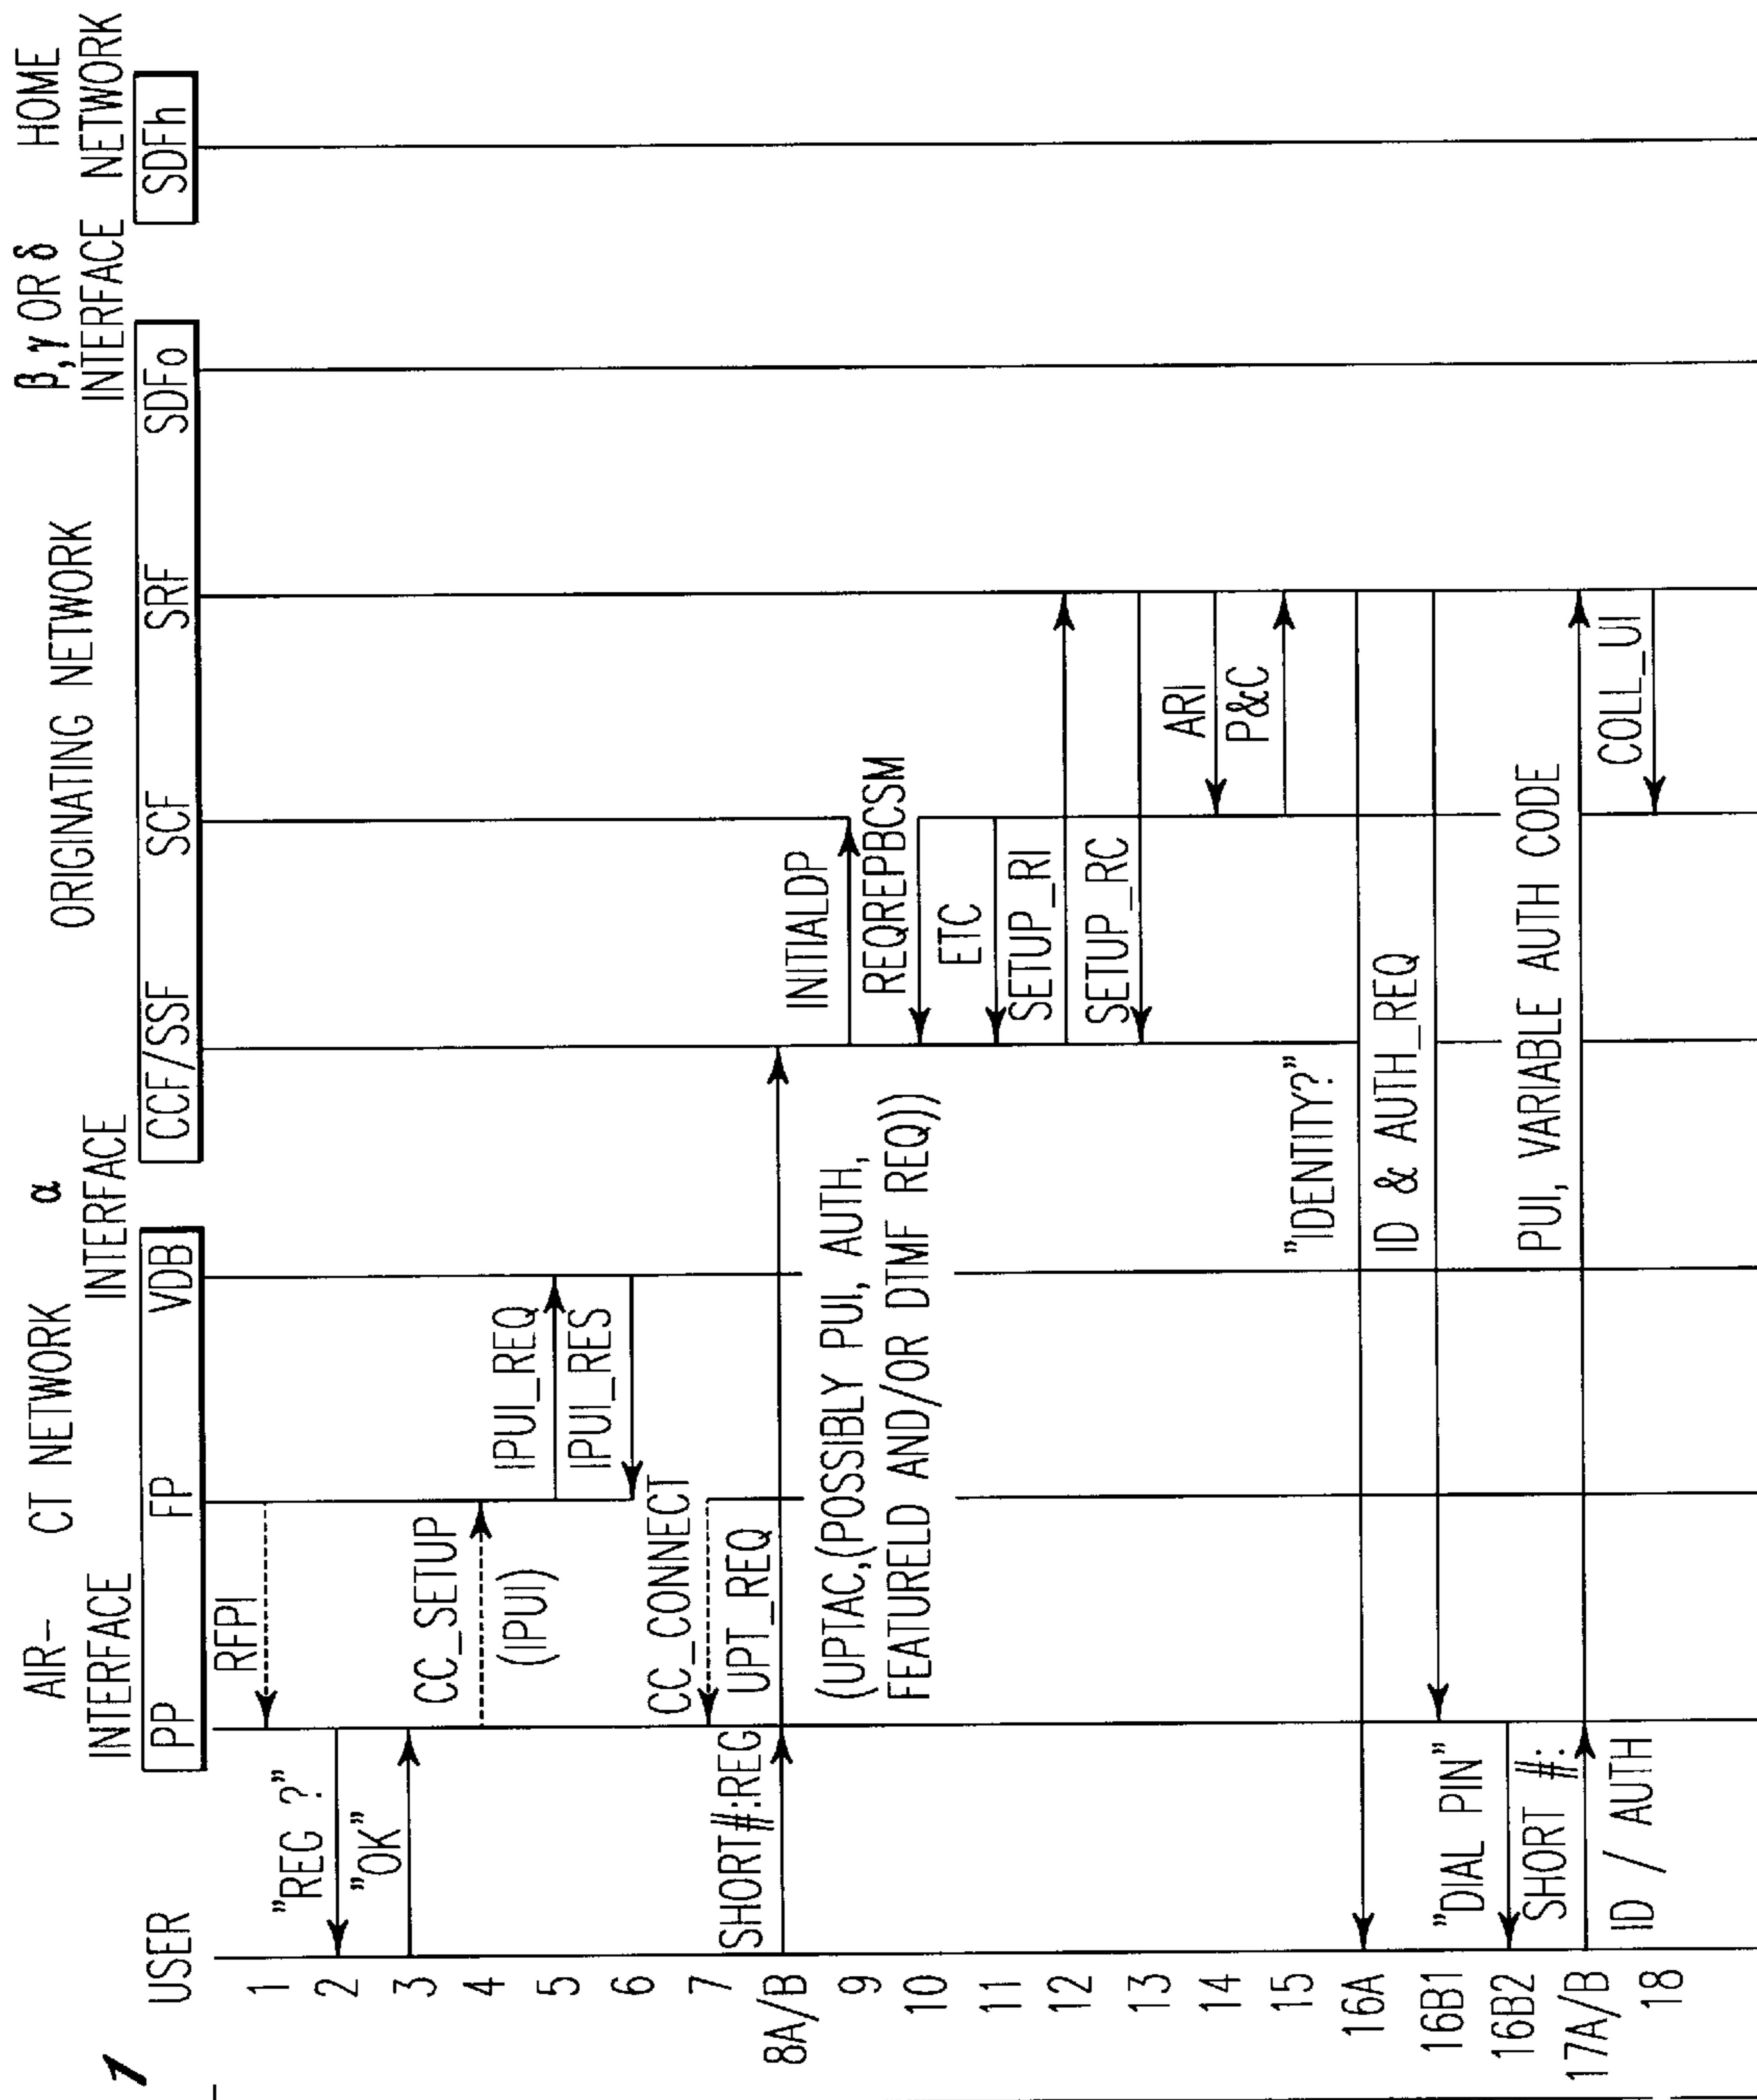 1
USER
AIR-
INTERFACE
CT NETWORK
α
INTERFACE
ORIGINATING NETWORK
β, γ OR δ
INTERFACE
HOME
NETWORK
PP
FP
VDB
CCF/SSF
SCF
SRF
SDFo
SDFh
1
RFPI
2
"REG ?"
3
"OK"
4
CC_SETUP
(IPUI)
5
IPUI_REQ
6
IPUI_RES
7
CC_CONNECT
8A/B
SHORT#:REG
UPT_REQ
(UPTAC,(POSSIBLY PUI, AUTH,
FEATUREID AND/OR DTMF REQ))
9
INITIALDP
10
REQREPBCSM
11
ETC
12
SETUP_RI
13
SETUP_RC
14
ARI
15
P&C
16A
"IDENTITY?"
16B1
ID & AUTH_REQ
16B2
"DIAL PIN"
17A/B
SHORT #:
ID / AUTH
PUI, VARIABLE AUTH CODE
18
COLL_UI